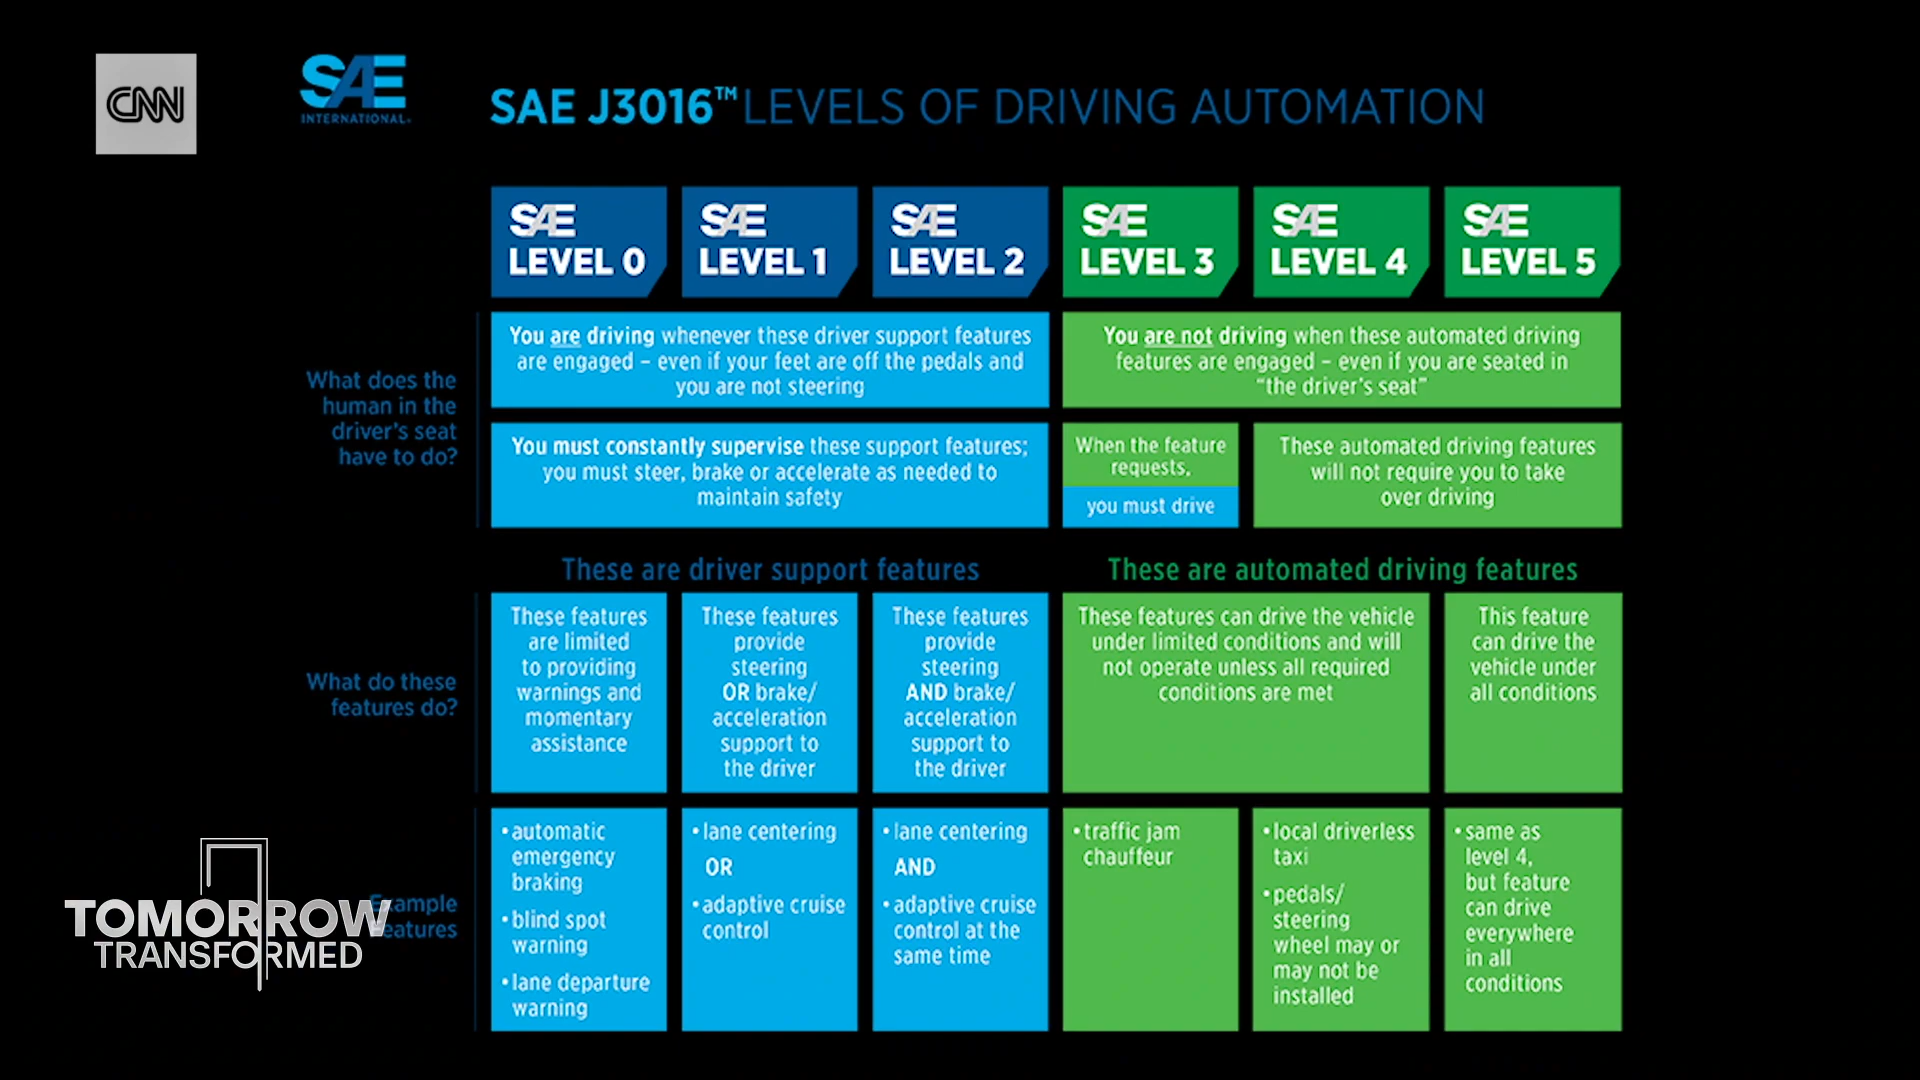 CNN
SAE
INTERNATIONAL®
SAE J3016™ LEVELS OF DRIVING AUTOMATION
SAE
LEVEL 0
SAE
LEVEL 1
SAE
LEVEL 2
SAE
LEVEL 3
SAE
LEVEL 4
SAE
LEVEL 5
What does the
human in the
driver's seat
have to do?
You are driving whenever these driver support features
are engaged – even if your feet are off the pedals and
you are not steering
You are not driving when these automated driving
features are engaged – even if you are seated in
“the driver's seat”
You must constantly supervise these support features;
you must steer, brake or accelerate as needed to
maintain safety
When the feature
requests,
you must drive
These automated driving features
will not require you to take
over driving
These are driver support features
These are automated driving features
What do these
features do?
These features
are limited
to providing
warnings and
momentary
assistance
These features
provide
steering
OR brake/
acceleration
support to
the driver
These features
provide
steering
AND brake/
acceleration
support to
the driver
These features can drive the vehicle
under limited conditions and will
not operate unless all required
conditions are met
This feature
can drive the
vehicle under
all conditions
Example
Features
•automatic
emergency
braking
•blind spot
warning
•lane departure
warning
•lane centering
OR
•adaptive cruise
control
•lane centering
AND
•adaptive cruise
control at the
same time
•traffic jam
chauffeur
•local driverless
taxi
•pedals/
steering
wheel may or
may not be
installed
•same as
level 4,
but feature
can drive
everywhere
in all
conditions
TOMORROW
TRANSFORMED